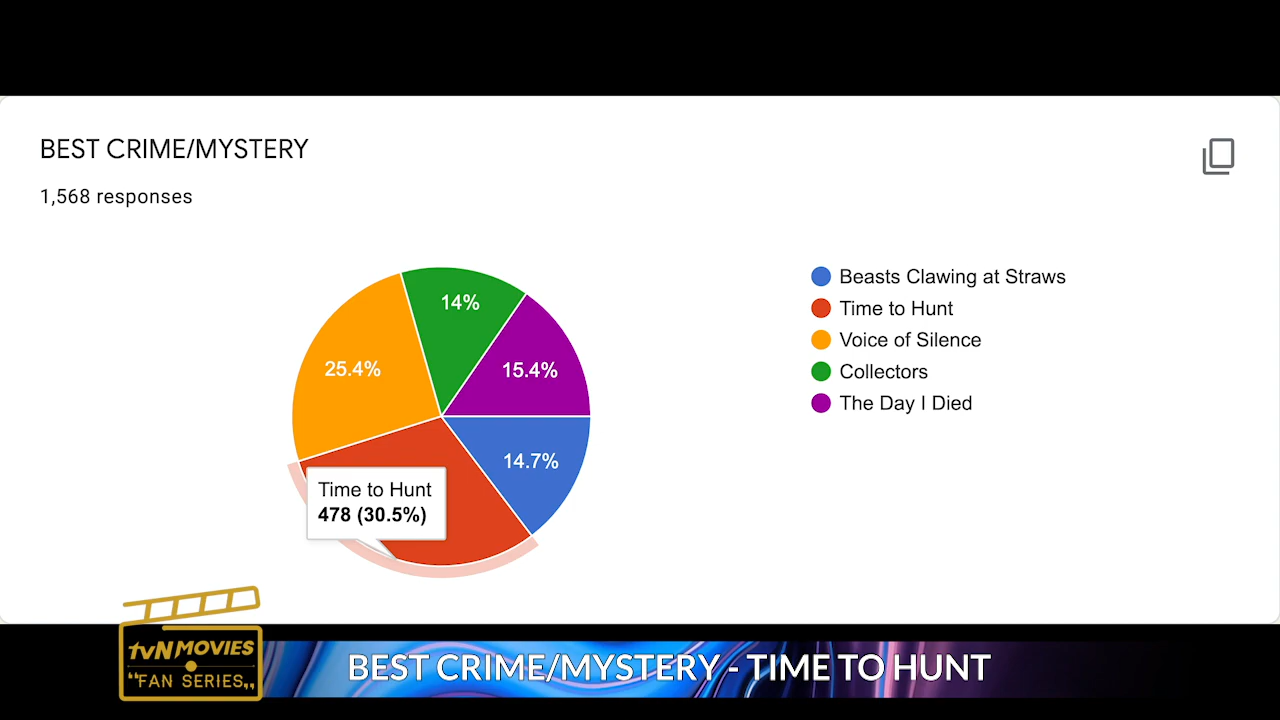 BEST CRIME/MYSTERY
1,568 responses
Beasts Clawing at Straws
Time to Hunt
Voice of Silence
Collectors
The Day I Died
14%
25.4%
15.4%
14.7%
Time to Hunt
478 (30.5%)
tvN MOVIES
"FAN SERIES„
BEST CRIME/MYSTERY - TIME TO HUNT